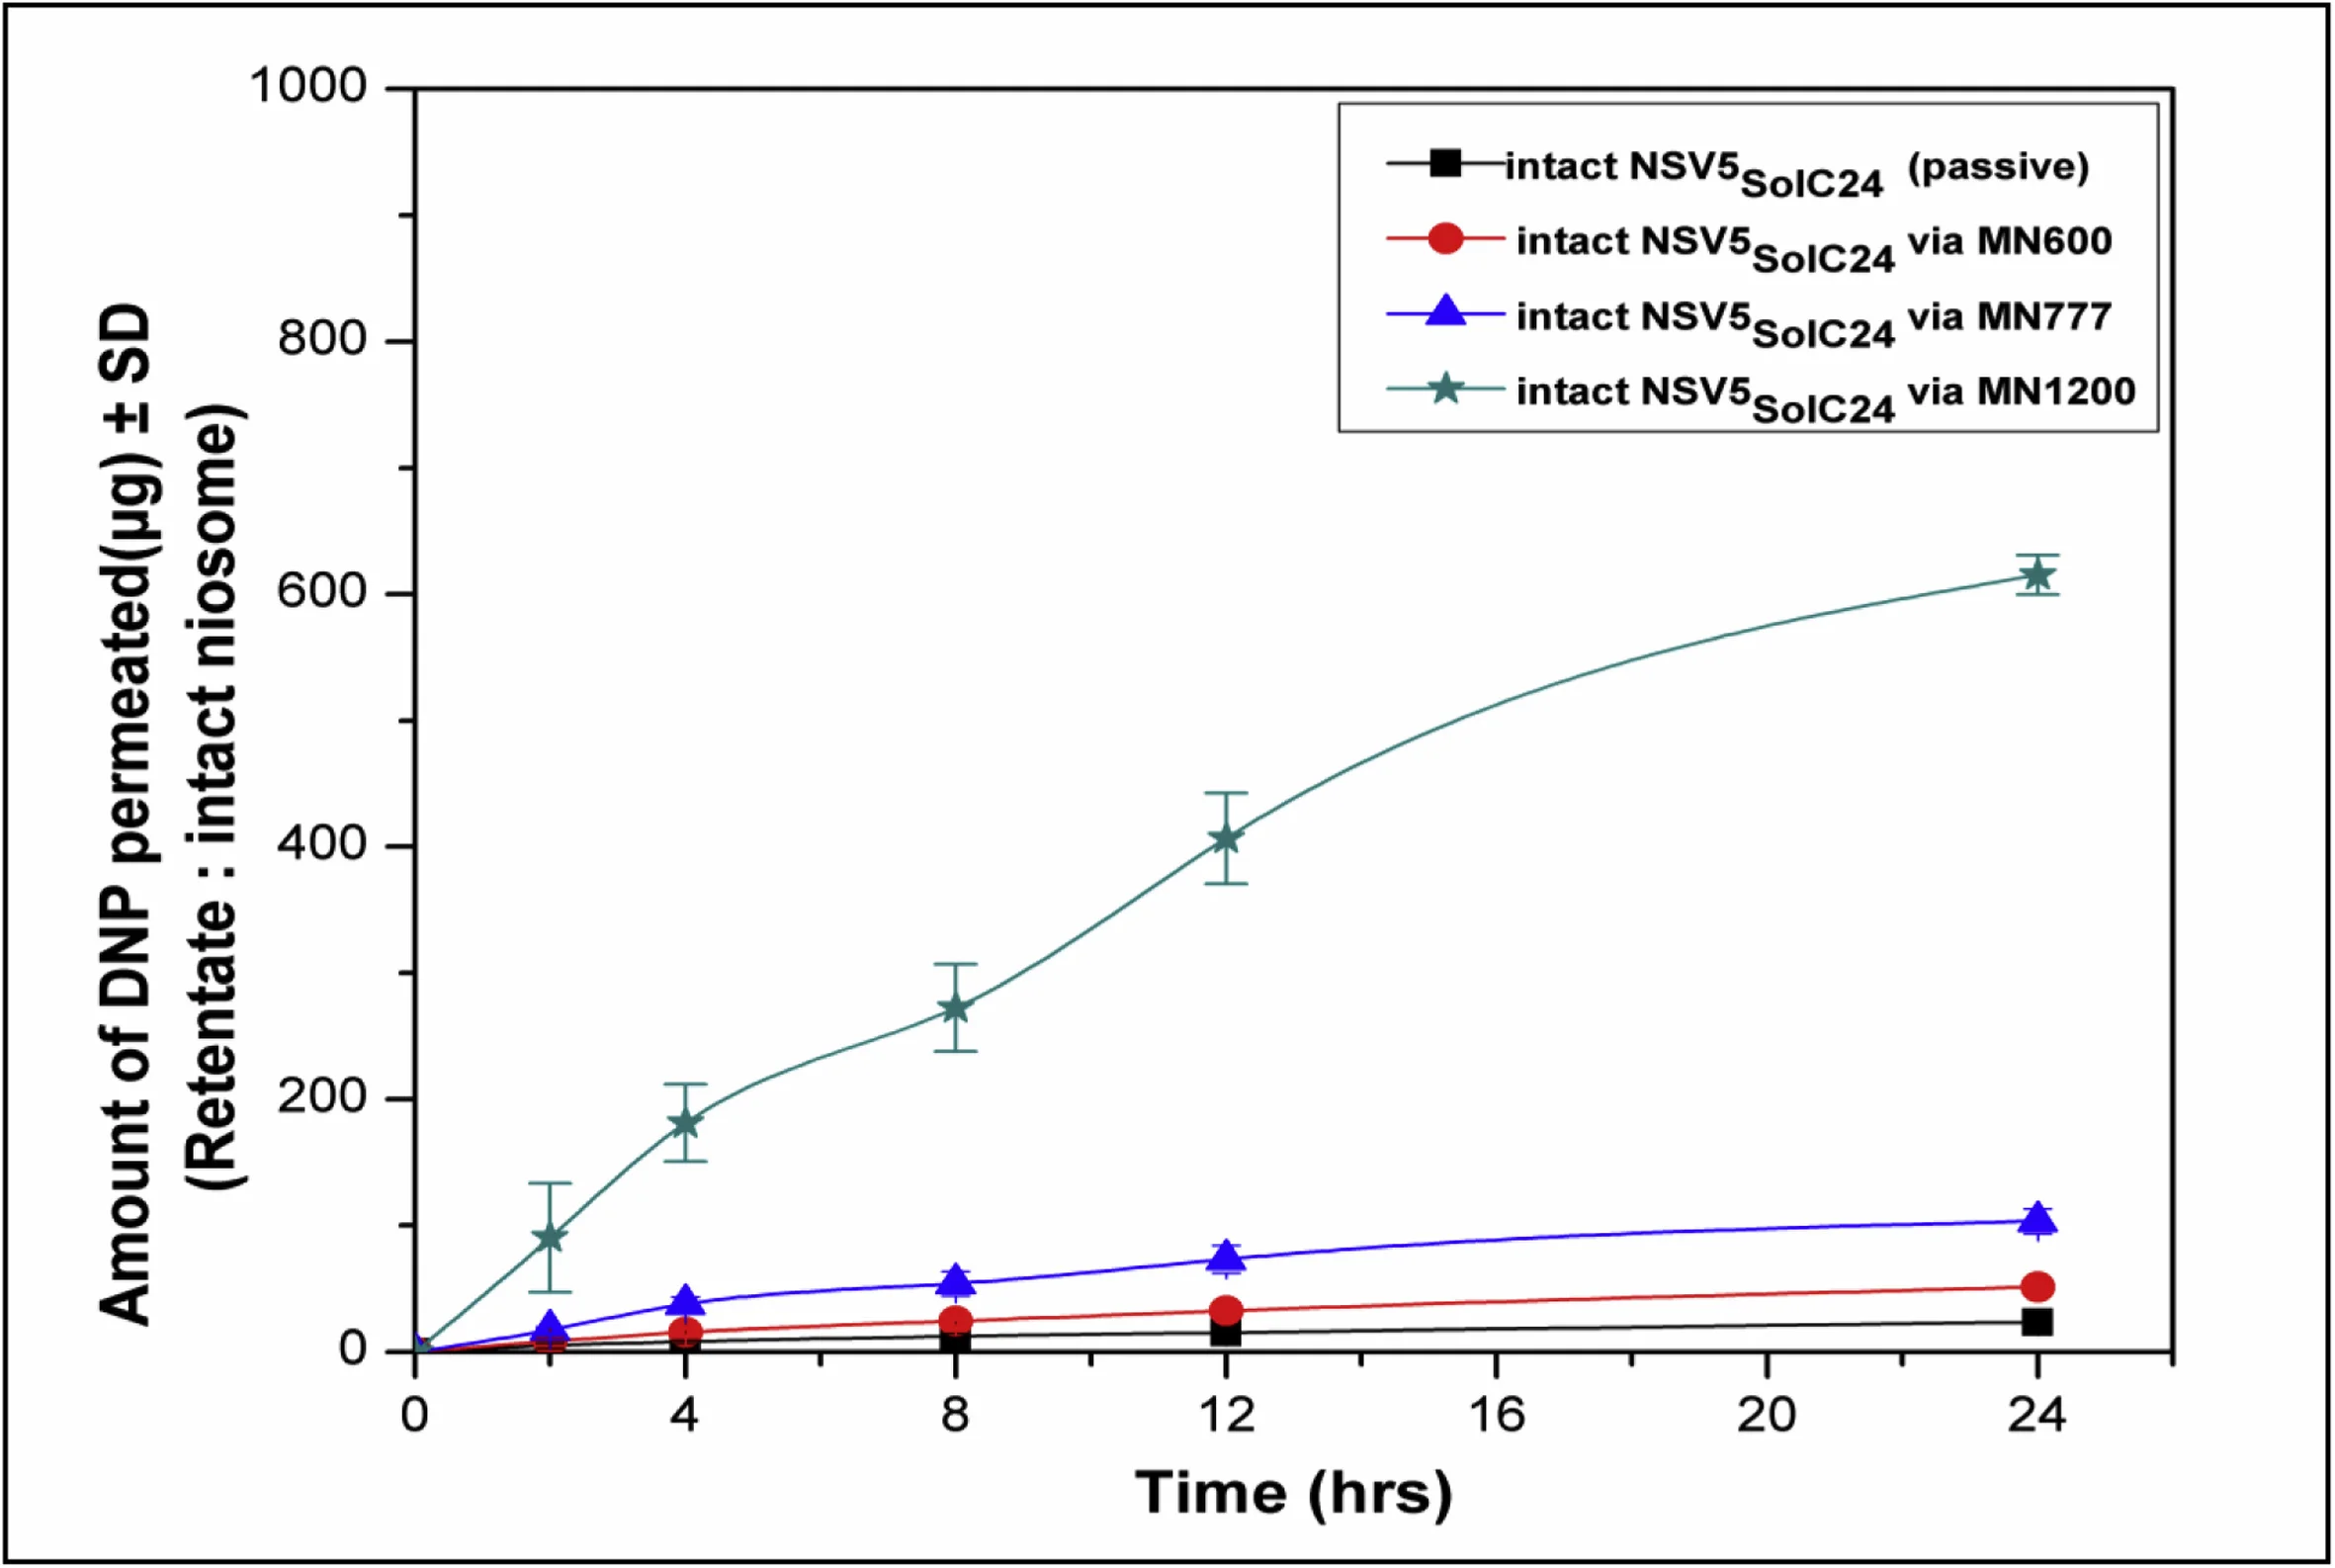 Amount of DNP permeated(µg) ± SD
(Retentate : intact niosome)
1000
800
600
400
200
0
intact NSV5SolC24 (passive)
intact NSV5SolC24 via MN600
intact NSV5SolC24 via MN777
intact NSV5SolC24 via MN1200
0 4 8 12 16 20 24
Time (hrs)